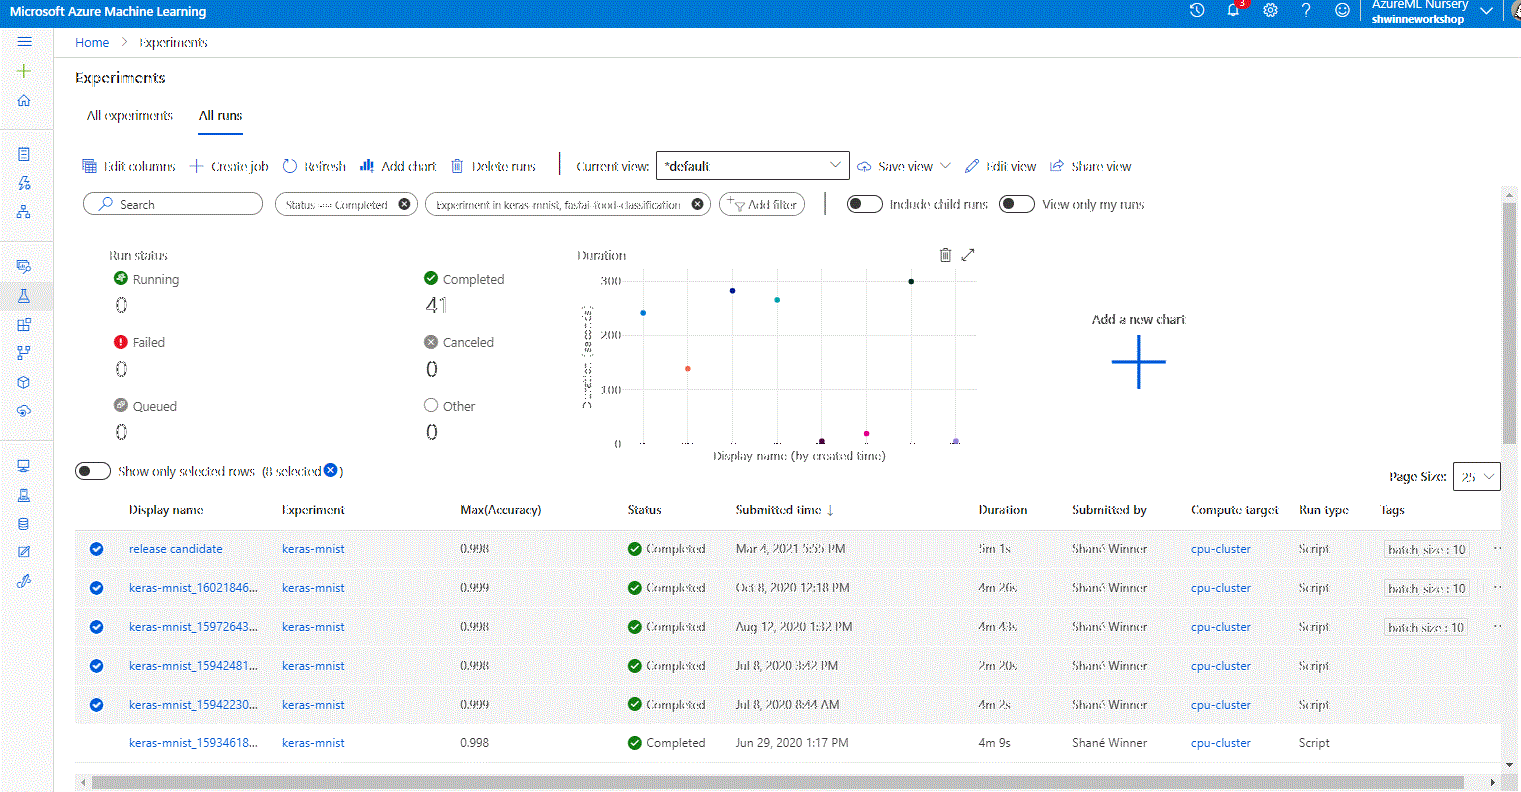 Microsoft Azure Machine Learning
3
AzureML Nursery
shwinneworkshop
Home > Experiments
Experiments
All experiments All runs
Edit columns Create job Refresh Add chart Delete runs Current view: *default Save view Edit view Share view
Search Status === Completed Experiment in keras-mnist, fastai-food-classification Add filter Include child runs View only my runs
Run status
Running
0
Completed
41
Failed
0
Canceled
0
Queued
0
Other
0
Duration
Duration (seconds)
300
200
100
0
Display name (by created time)
Add a new chart
Show only selected rows (8 selected )
Page Size: 25
Display name Experiment Max(Accuracy) Status Submitted time ↓ Duration Submitted by Compute target Run type Tags
release candidate keras-mnist 0.998 Completed Mar 4, 2021 5:55 PM 5m 1s Shané Winner cpu-cluster Script batch_size : 10
keras-mnist_16021846... keras-mnist 0.999 Completed Oct 8, 2020 12:18 PM 4m 26s Shané Winner cpu-cluster Script batch_size : 10
keras-mnist_15972643... keras-mnist 0.998 Completed Aug 12, 2020 1:32 PM 4m 43s Shané Winner cpu-cluster Script batch_size : 10
keras-mnist_15942481... keras-mnist 0.998 Completed Jul 8, 2020 3:42 PM 2m 20s Shané Winner cpu-cluster Script
keras-mnist_15942230... keras-mnist 0.999 Completed Jul 8, 2020 8:44 AM 4m 2s Shané Winner cpu-cluster Script
keras-mnist_15934618... keras-mnist 0.998 Completed Jun 29, 2020 1:17 PM 4m 9s Shané Winner cpu-cluster Script